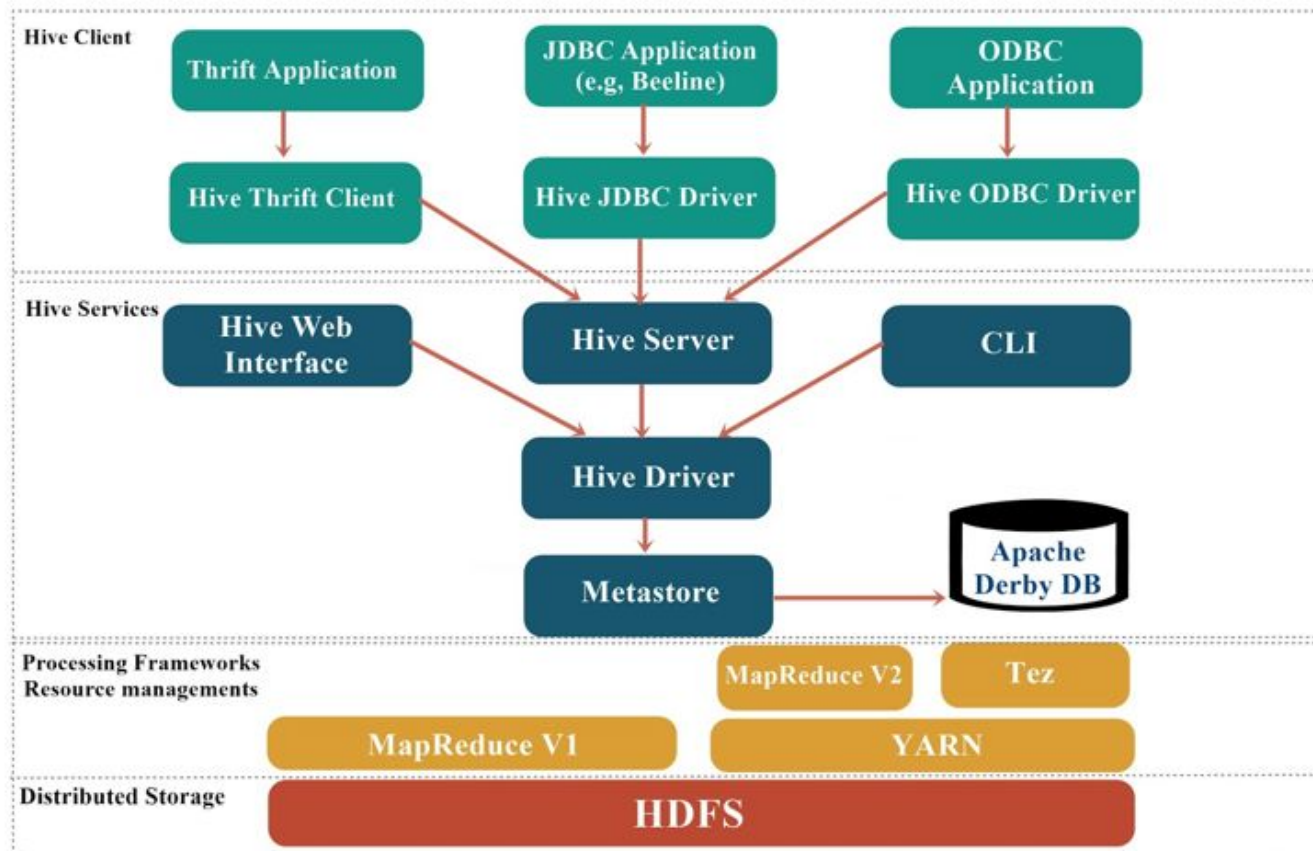 Hive Client
Thrift Application
JDBC Application
(e.g, Beeline)
ODBC
Application
Hive Thrift Client
Hive JDBC Driver
Hive ODBC Driver
Hive Services
Hive Web
Interface
Hive Server
CLI
Hive Driver
Metastore
Apache
Derby DB
Processing Frameworks
Resource managements
MapReduce V2
Tez
MapReduce V1
YARN
Distributed Storage
HDFS